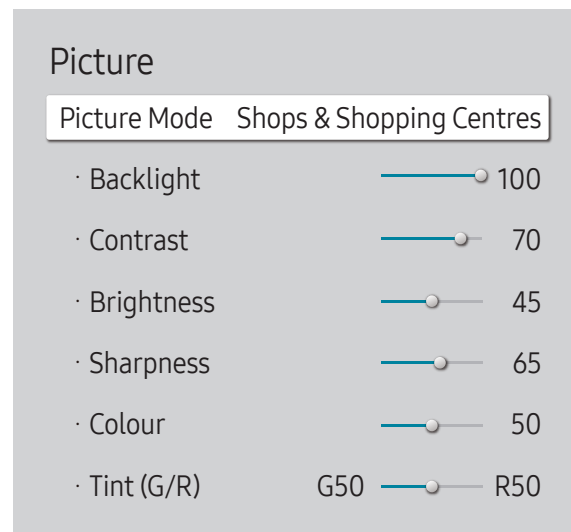 Picture
Picture Mode Shops & Shopping Centres
· Backlight 100
· Contrast 70
· Brightness 45
· Sharpness 65
· Colour 50
· Tint (G/R) G50 R50